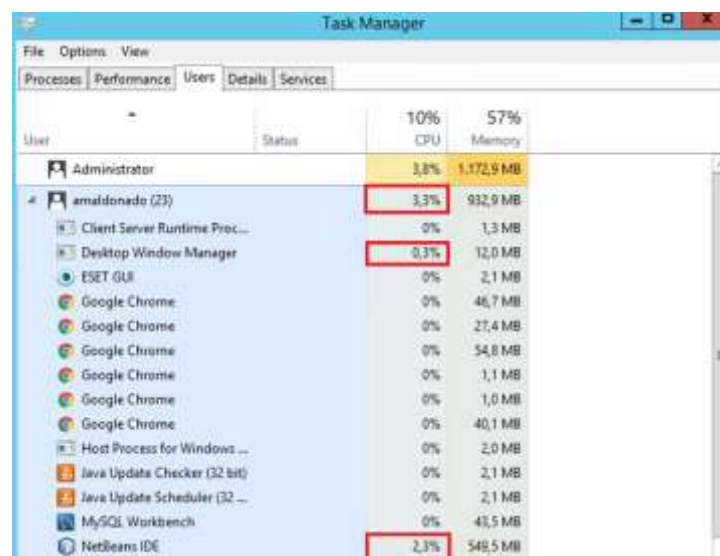 Task Manager
File Options View
Processes Performance Users Details Services
10% 57%
User Status CPU Memory
Administrator 3,8% 1.172,9 MB
amaldonado (23) 3,3% 932,9 MB
Client Server Runtime Proc... 0% 1,3 MB
Desktop Window Manager 0,3% 12,0 MB
ESET GUI 0% 2,1 MB
Google Chrome 0% 46,7 MB
Google Chrome 0% 27,4 MB
Google Chrome 0% 54,8 MB
Google Chrome 0% 1,1 MB
Google Chrome 0% 1,0 MB
Google Chrome 0% 40,1 MB
Host Process for Windows ... 0% 2,0 MB
Java Update Checker (32 bit) 0% 2,1 MB
Java Update Scheduler (32 ... 0% 2,1 MB
MySQL Workbench 0% 43,5 MB
NetBeans IDE 2,3% 549,5 MB